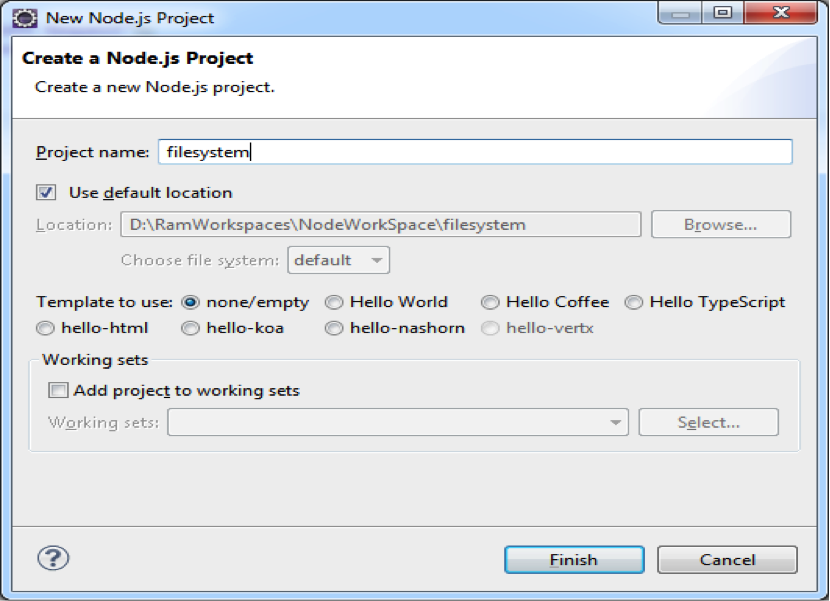 New Node.js Project
Create a Node.js Project
Create a new Node.js project.
Project name: filesystem
Use default location
Location: D:\RamWorkspaces\NodeWorkSpace\filesystem Browse...
Choose file system: default
Template to use: none/empty Hello World Hello Coffee Hello TypeScript
hello-html hello-koa hello-nashorn hello-vertx
Working sets
Add project to working sets
Working sets: Select...
? Finish Cancel